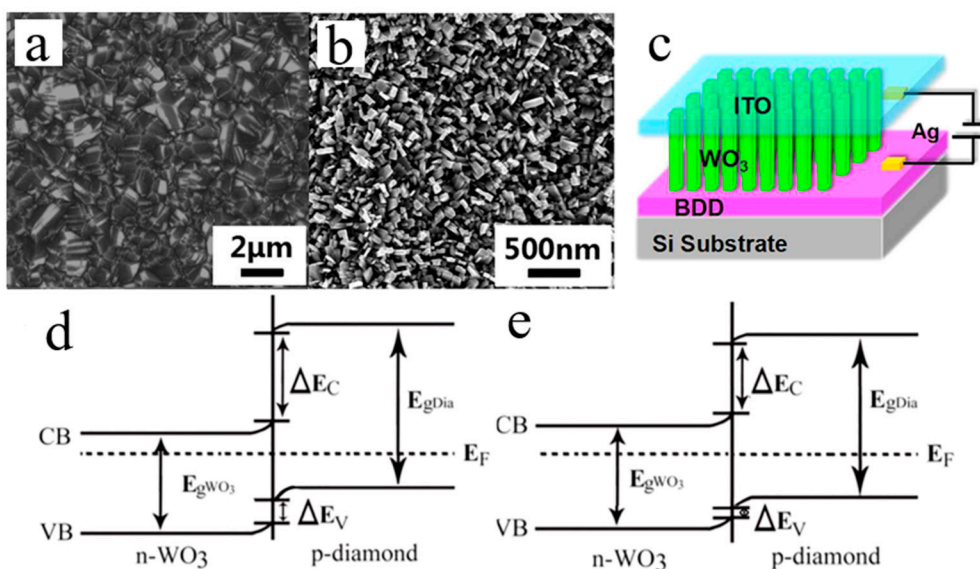 a
2μm
b
500nm
c
ITO
Ag
WO3
BDD
Si Substrate
d
ΔEC
EgDia
CB
EF
EgWO3
ΔEV
VB
n-WO3
p-diamond
e
ΔEC
EgDia
CB
EF
EgWO3
ΔEV
VB
n-WO3
p-diamond